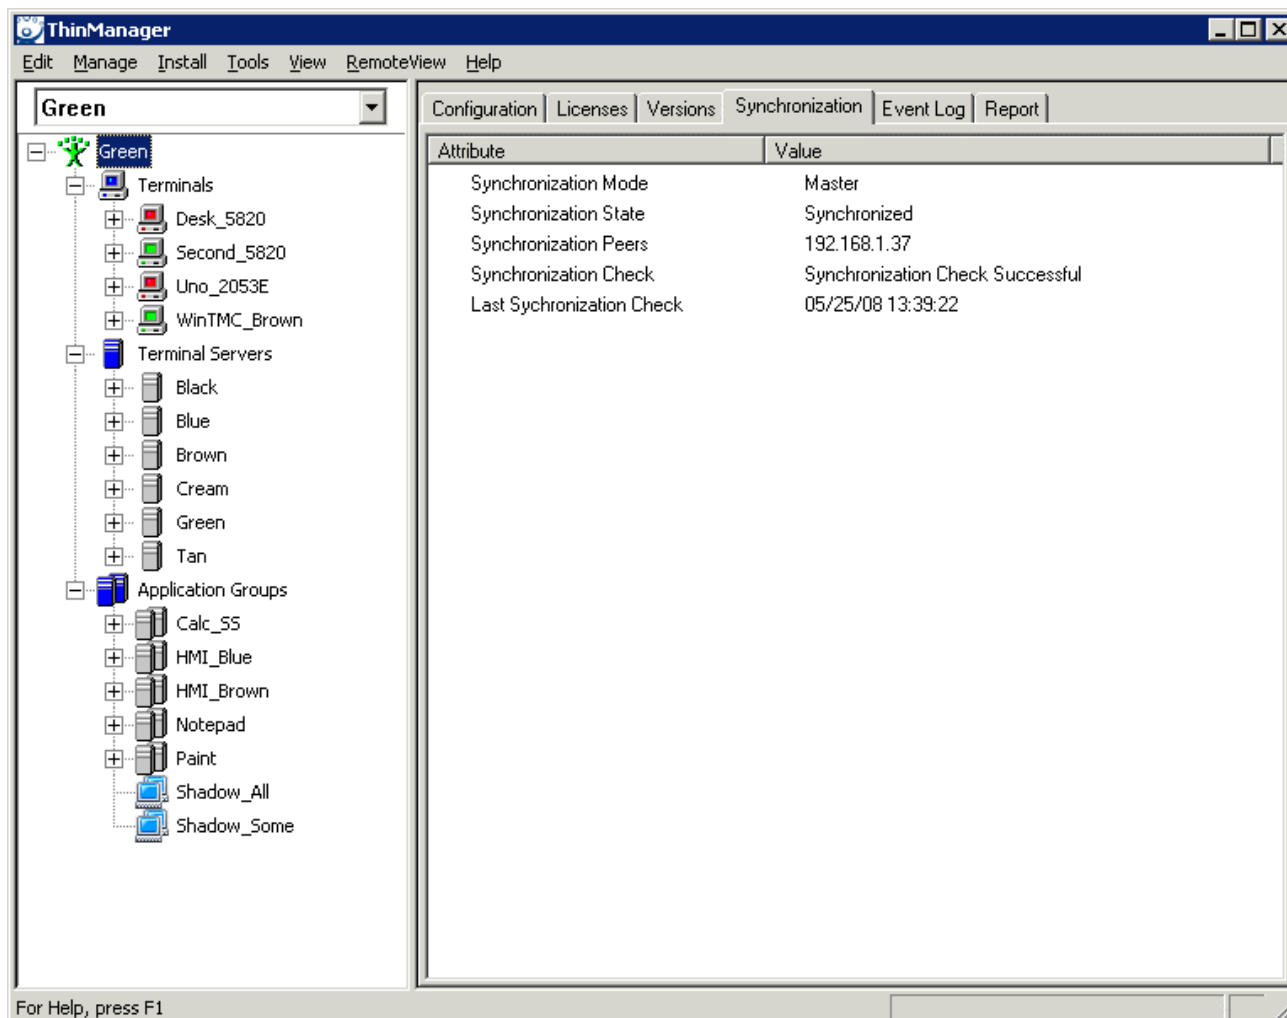 ThinManager
Edit Manage Install Tools View RemoteView Help
Green
Configuration Licenses Versions Synchronization Event Log Report
Green
Terminals
Desk_5820
Second_5820
Uno_2053E
WinTMC_Brown
Terminal Servers
Black
Blue
Brown
Cream
Green
Tan
Application Groups
Calc_SS
HMI_Blue
HMI_Brown
Notepad
Paint
Shadow_All
Shadow_Some
Attribute Value
Synchronization Mode Master
Synchronization State Synchronized
Synchronization Peers 192.168.1.37
Synchronization Check Synchronization Check Successful
Last Sychronization Check 05/25/08 13:39:22
For Help, press F1